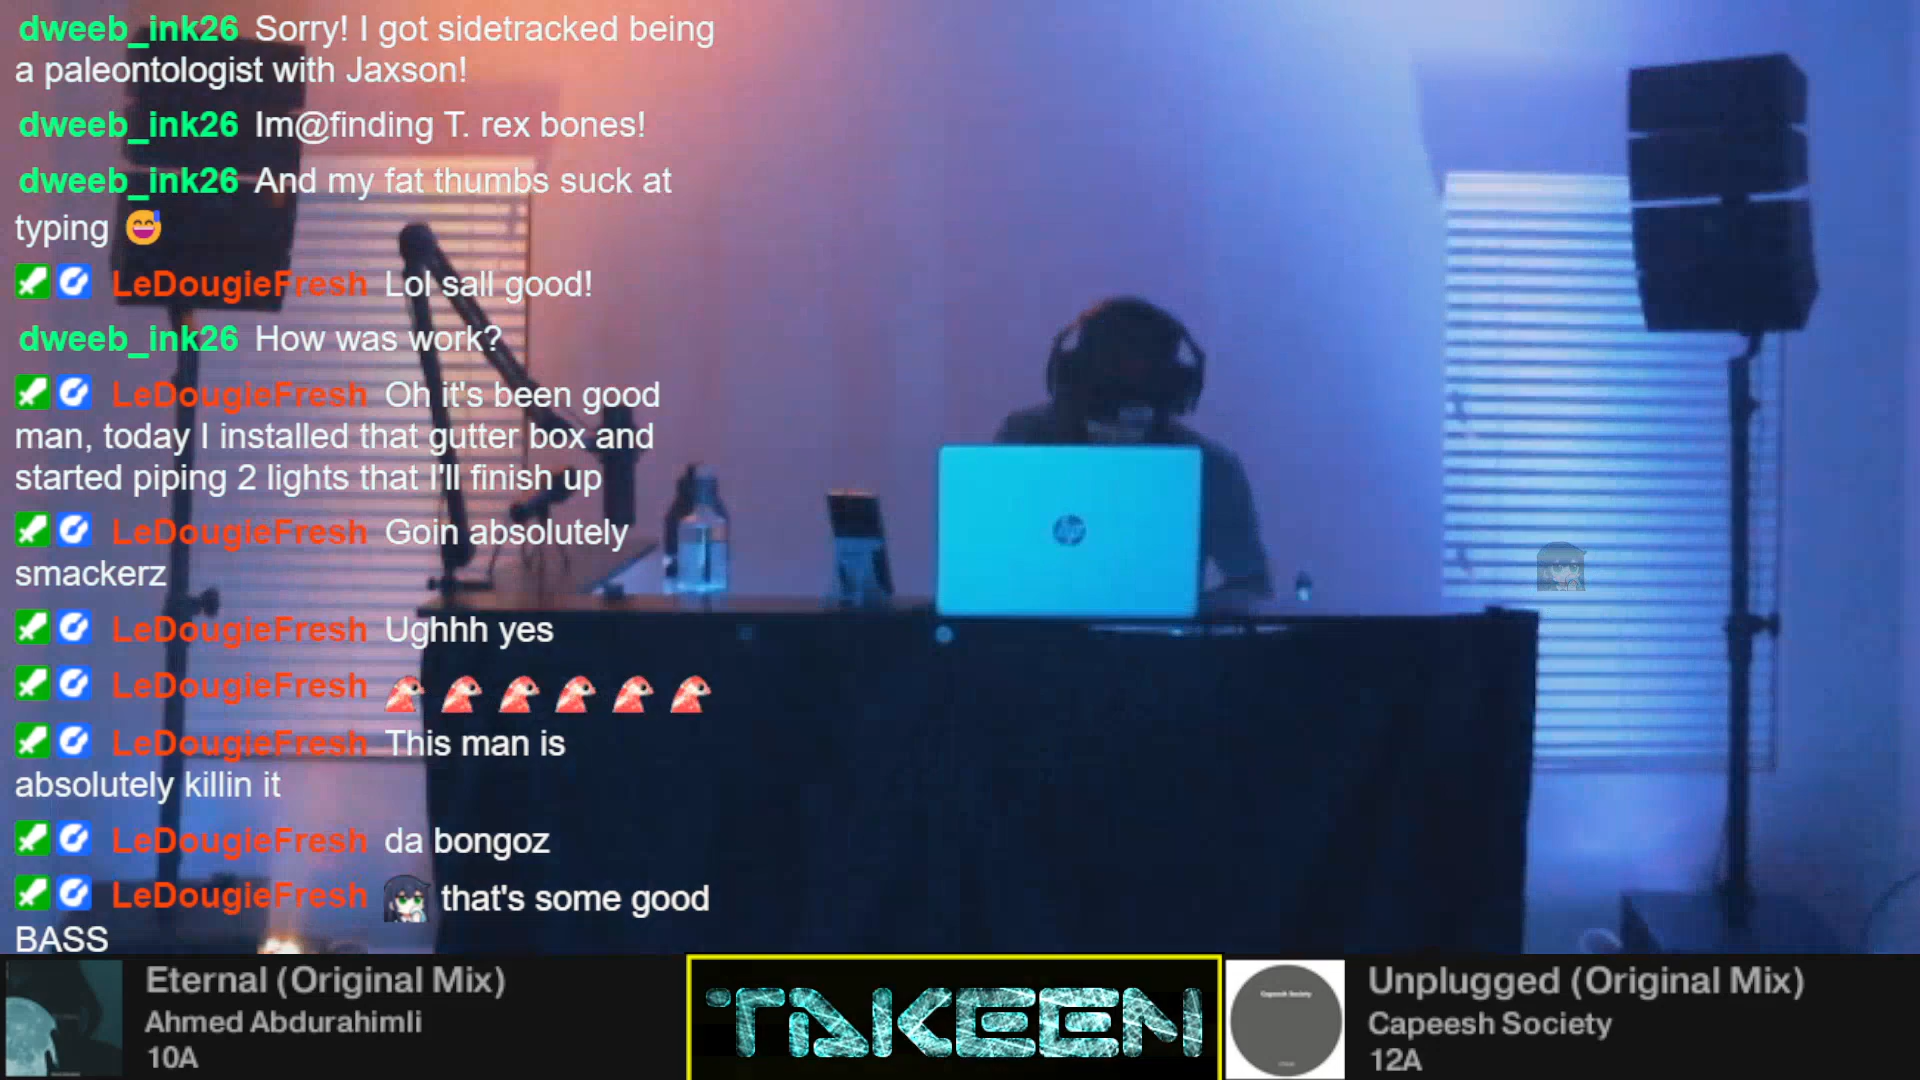 dweeb_ink26 Sorry! I got sidetracked being
a paleontologist with Jaxson!
dweeb_ink26 Im@finding T. rex bones!
dweeb_ink26 And my fat thumbs suck at
typing 😅
LeDougieFresh Lol sall good!
dweeb_ink26 How was work?
LeDougieFresh Oh it's been good
man, today I installed that gutter box and
started piping 2 lights that I'll finish up
LeDougieFresh Goin absolutely
smackerz
LeDougieFresh Ughhh yes
LeDougieFresh
LeDougieFresh This man is
absolutely killin it
LeDougieFresh da bongoz
LeDougieFresh that's some good
BASS
hp
Eternal (Original Mix)
Ahmed Abdurahimli
10A
TAKEEN
Capeesh Society
Unplugged (Original Mix)
Capeesh Society
12A